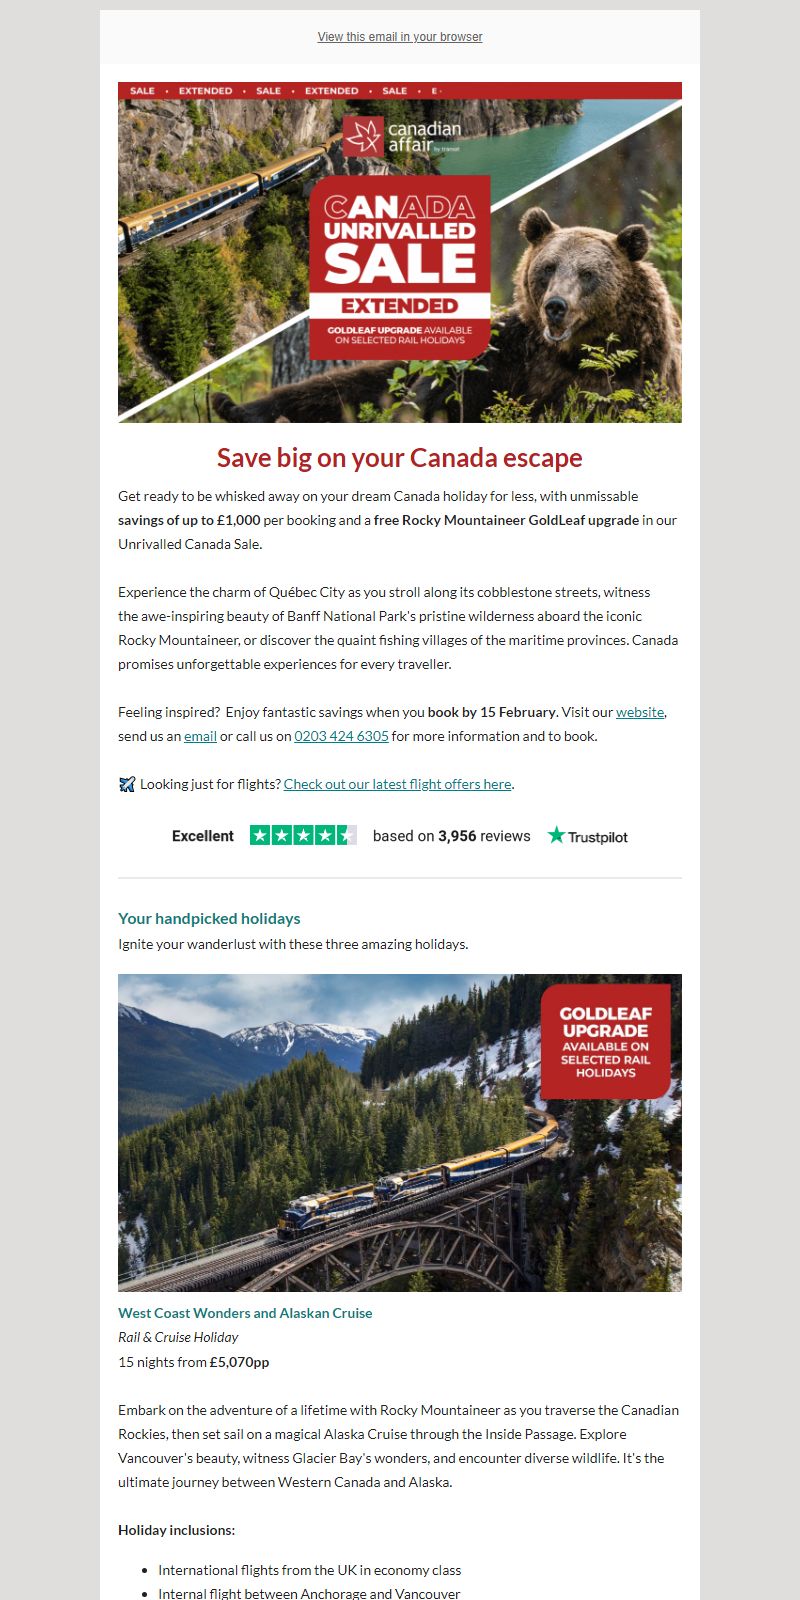 View this email in your browser
SALE • EXTENDED • SALE • EXTENDED • SALE • E •
canadian
affair
by transat
CANADA
UNRIVALLED
SALE
EXTENDED
GOLDLEAF UPGRADE AVAILABLE
ON SELECTED RAIL HOLIDAYS
Save big on your Canada escape
Get ready to be whisked away on your dream Canada holiday for less, with unmissable
savings of up to £1,000 per booking and a free Rocky Mountaineer GoldLeaf upgrade in our
Unrivalled Canada Sale.
Experience the charm of Québec City as you stroll along its cobblestone streets, witness
the awe-inspiring beauty of Banff National Park's pristine wilderness aboard the iconic
Rocky Mountaineer, or discover the quaint fishing villages of the maritime provinces. Canada
promises unforgettable experiences for every traveller.
Feeling inspired? Enjoy fantastic savings when you book by 15 February. Visit our website,
send us an email or call us on 0203 424 6305 for more information and to book.
Looking just for flights? Check out our latest flight offers here.
Excellent based on 3,956 reviews Trustpilot
Your handpicked holidays
Ignite your wanderlust with these three amazing holidays.
GOLDLEAF
UPGRADE
AVAILABLE ON
SELECTED RAIL
HOLIDAYS
West Coast Wonders and Alaskan Cruise
Rail & Cruise Holiday
15 nights from £5,070pp
Embark on the adventure of a lifetime with Rocky Mountaineer as you traverse the Canadian
Rockies, then set sail on a magical Alaska Cruise through the Inside Passage. Explore
Vancouver's beauty, witness Glacier Bay's wonders, and encounter diverse wildlife. It's the
ultimate journey between Western Canada and Alaska.
Holiday inclusions:
• International flights from the UK in economy class
• Internal flight between Anchorage and Vancouver